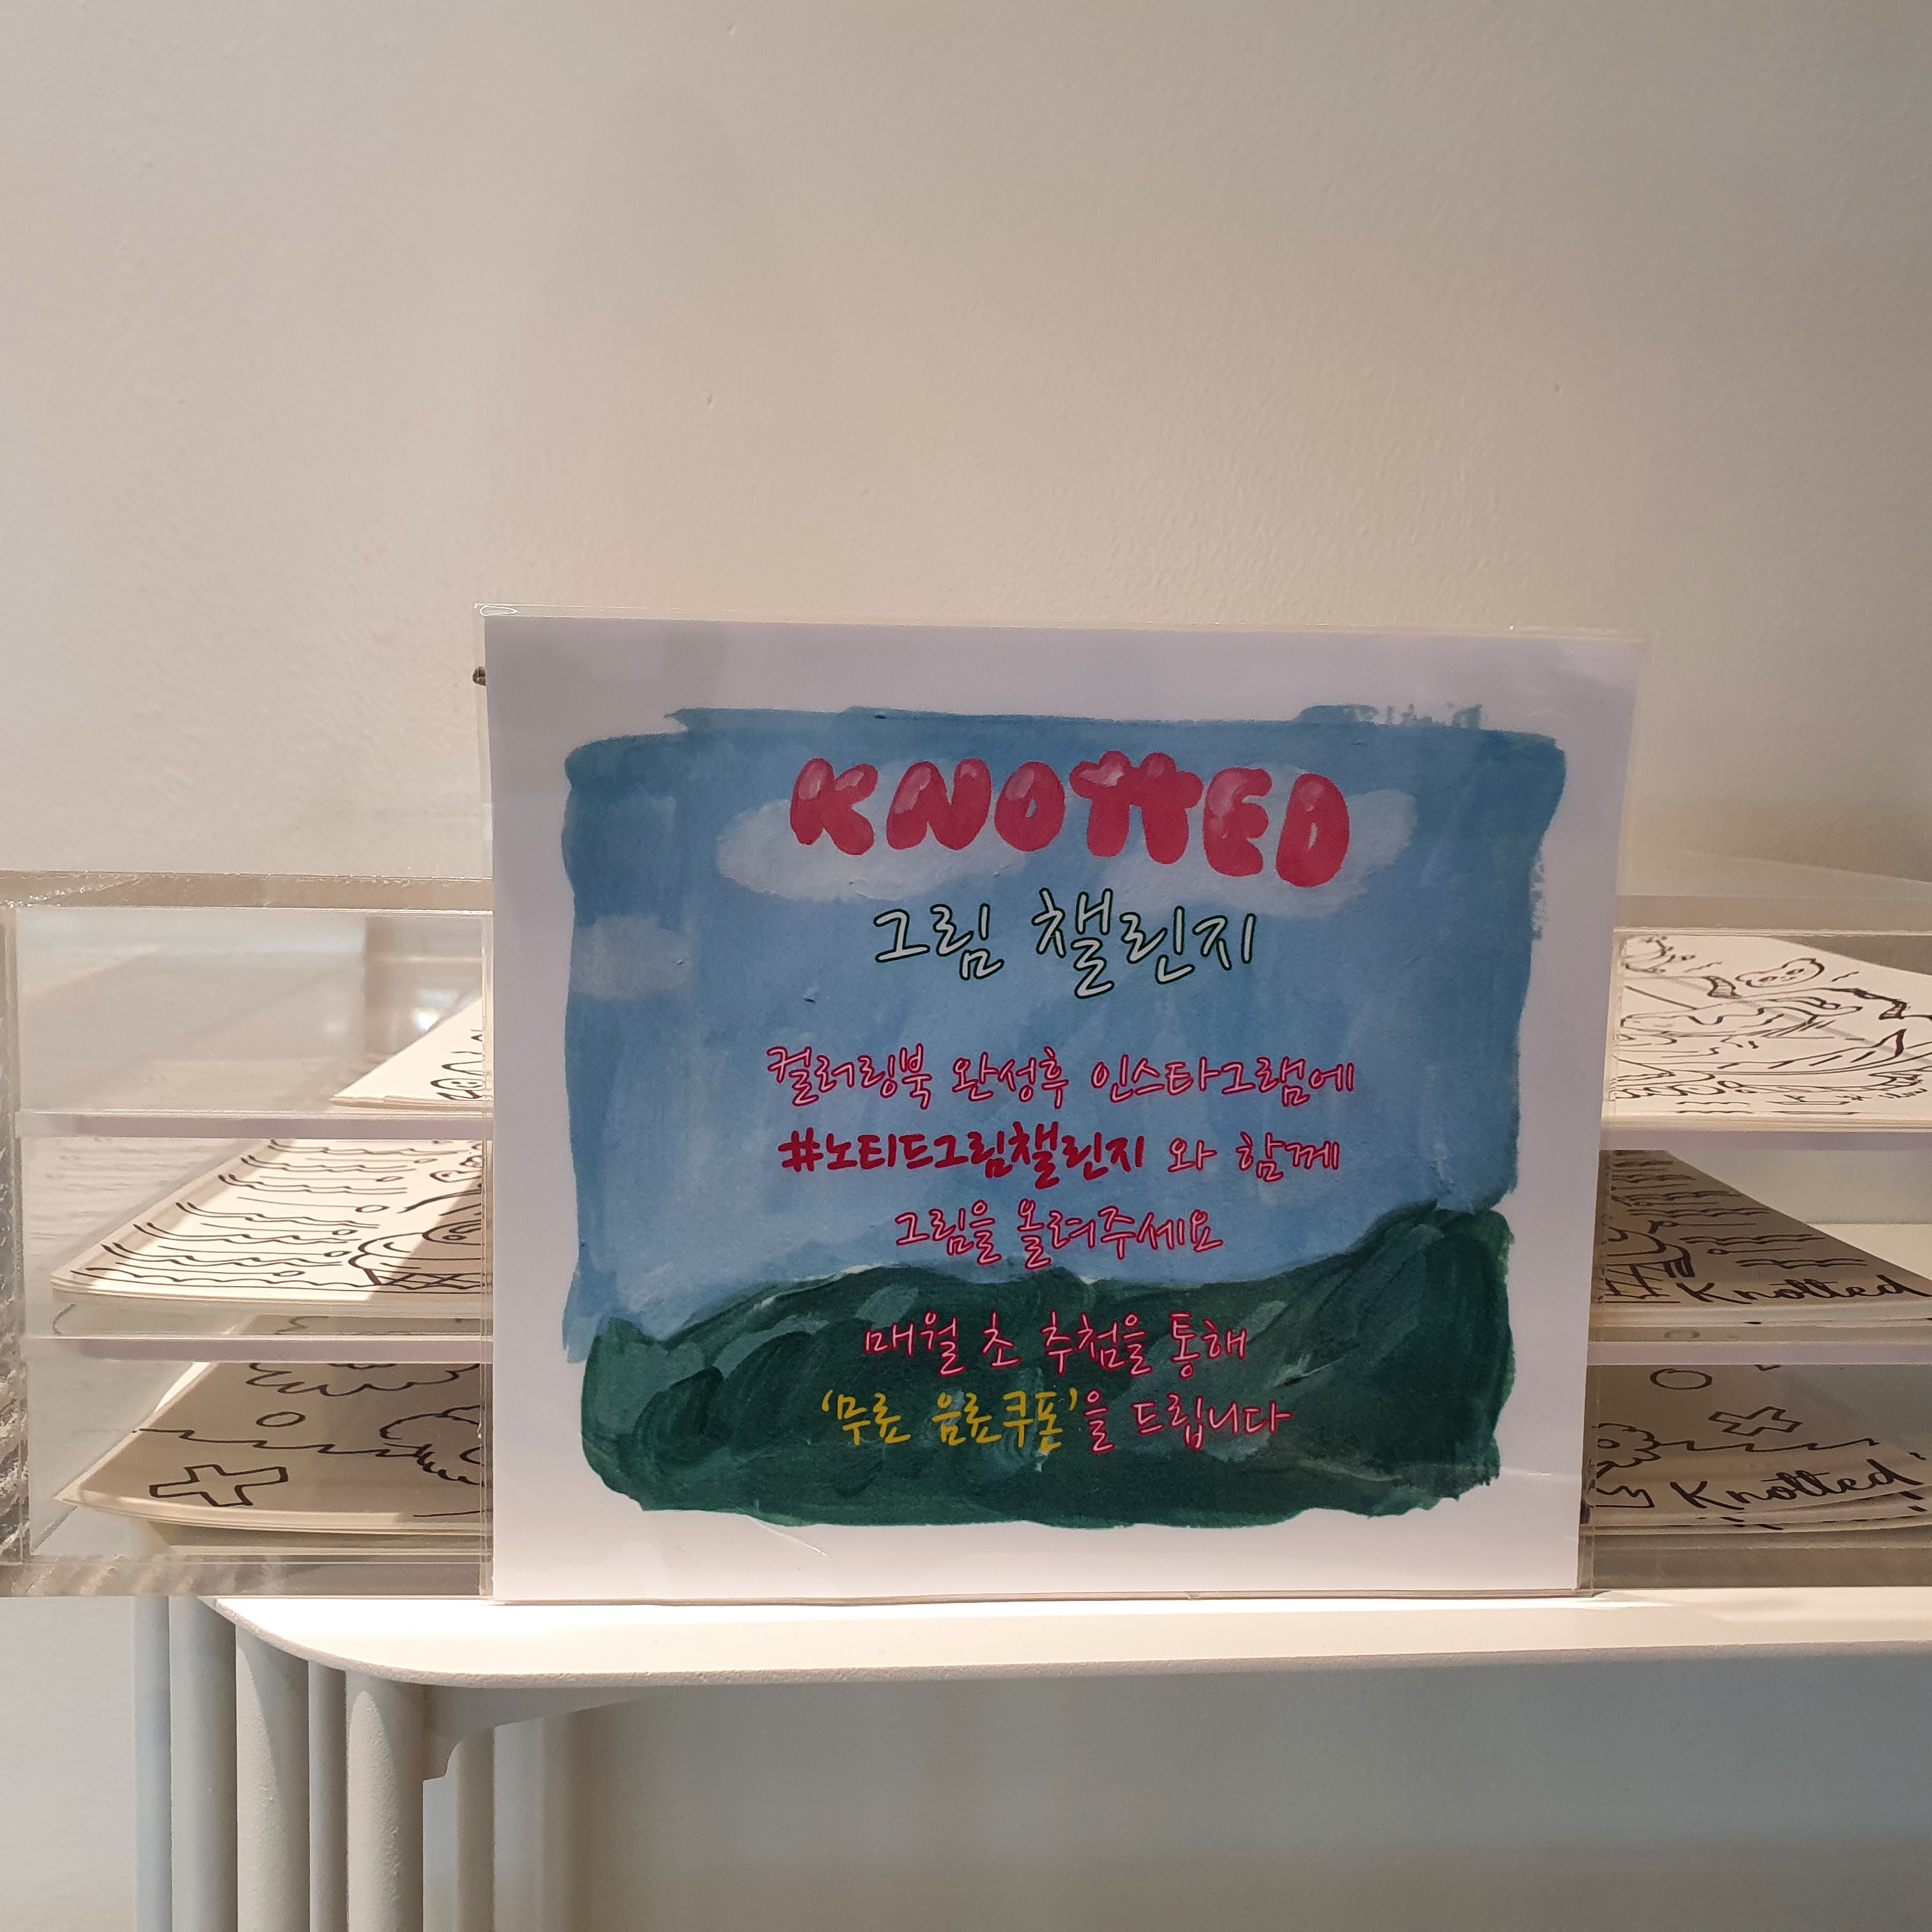 KNOTTED
그림 챌린지
컬러링북 완성후 인스타그램에
#노티드그림챌린지 와 함께
그림을 올려주세요
매월 초 추첨을 통해
'무료 음료쿠폰'을 드립니다
Knotted
Knotted